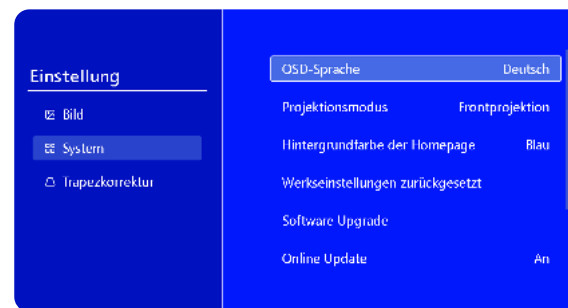 Einstellung
Bild
System
Trapezkorrektur
OSD-Sprache Deutsch
Projektionsmodus Frontprojektion
Hintergrundfarbe der Homepage Blau
Werkseinstellungen zurückgesetzt
Software Upgrade
Online Update An